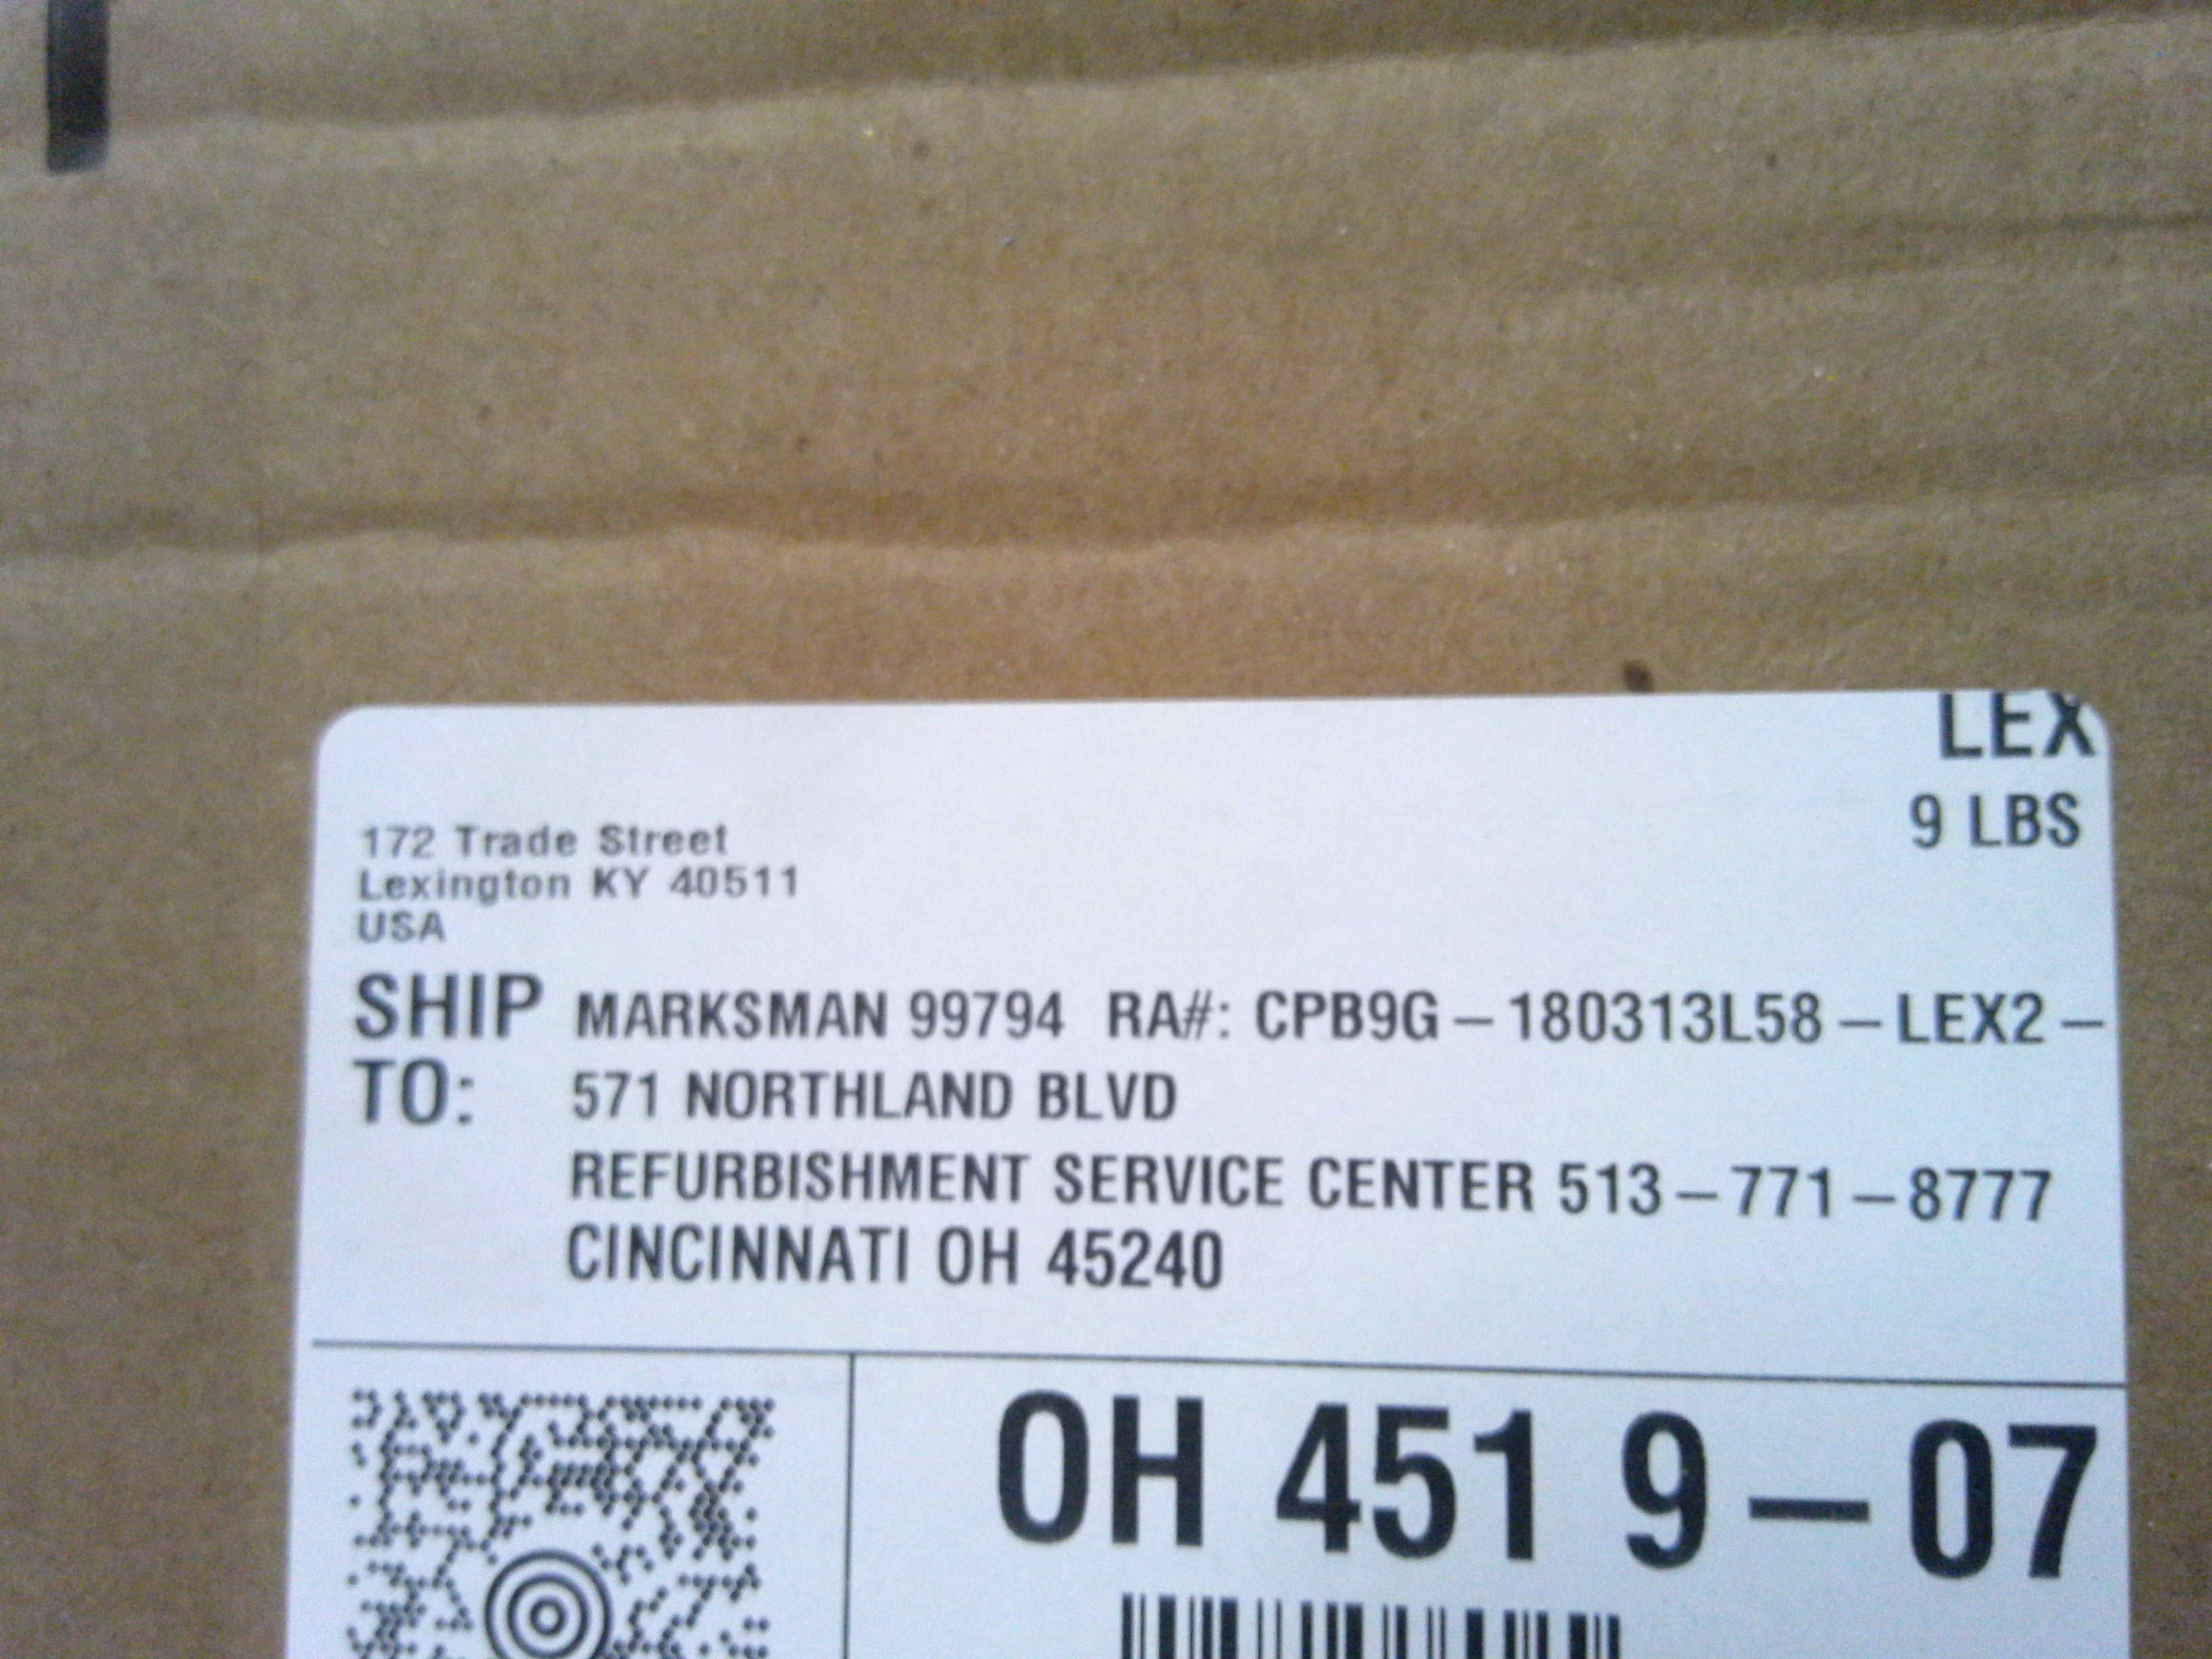 LEX
9 LBS
172 Trade Street
Lexington KY 40511
USA
SHIP TO:
MARKSMAN 99794 RA#: CPB9G-180313L58-LEX2-
571 NORTHLAND BLVD
REFURBISHMENT SERVICE CENTER 513-771-8777
CINCINNATI OH 45240
OH 451 9-07